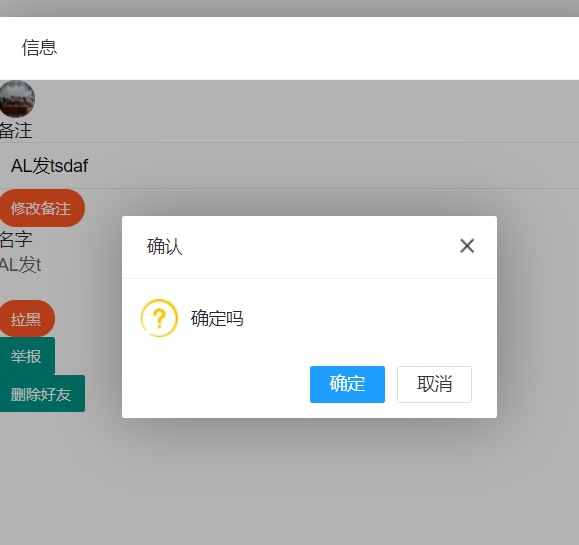 信息
备注
AL发tsdaf
修改备注
名字
AL发t
拉黑
举报
删除好友
确认
确定吗
确定 取消